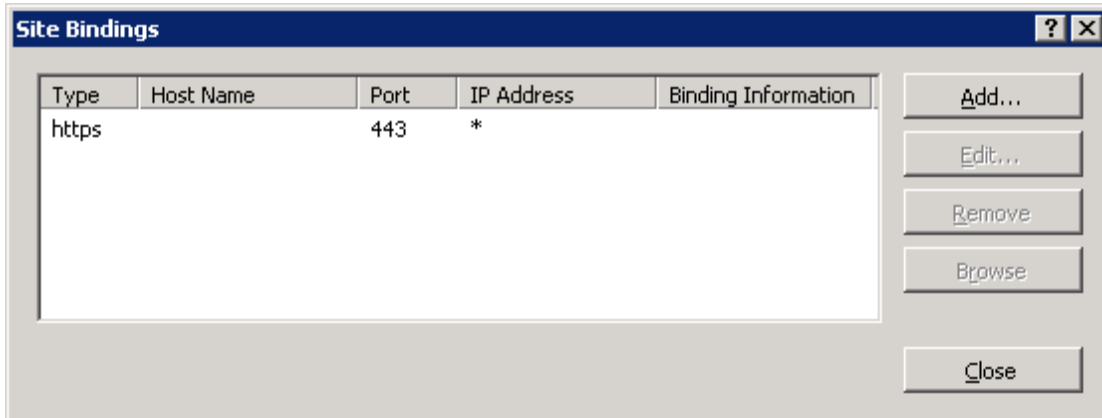 Site Bindings
? X
Type Host Name Port IP Address Binding Information
https 443 *
Add...
Edit...
Remove
Browse
Close